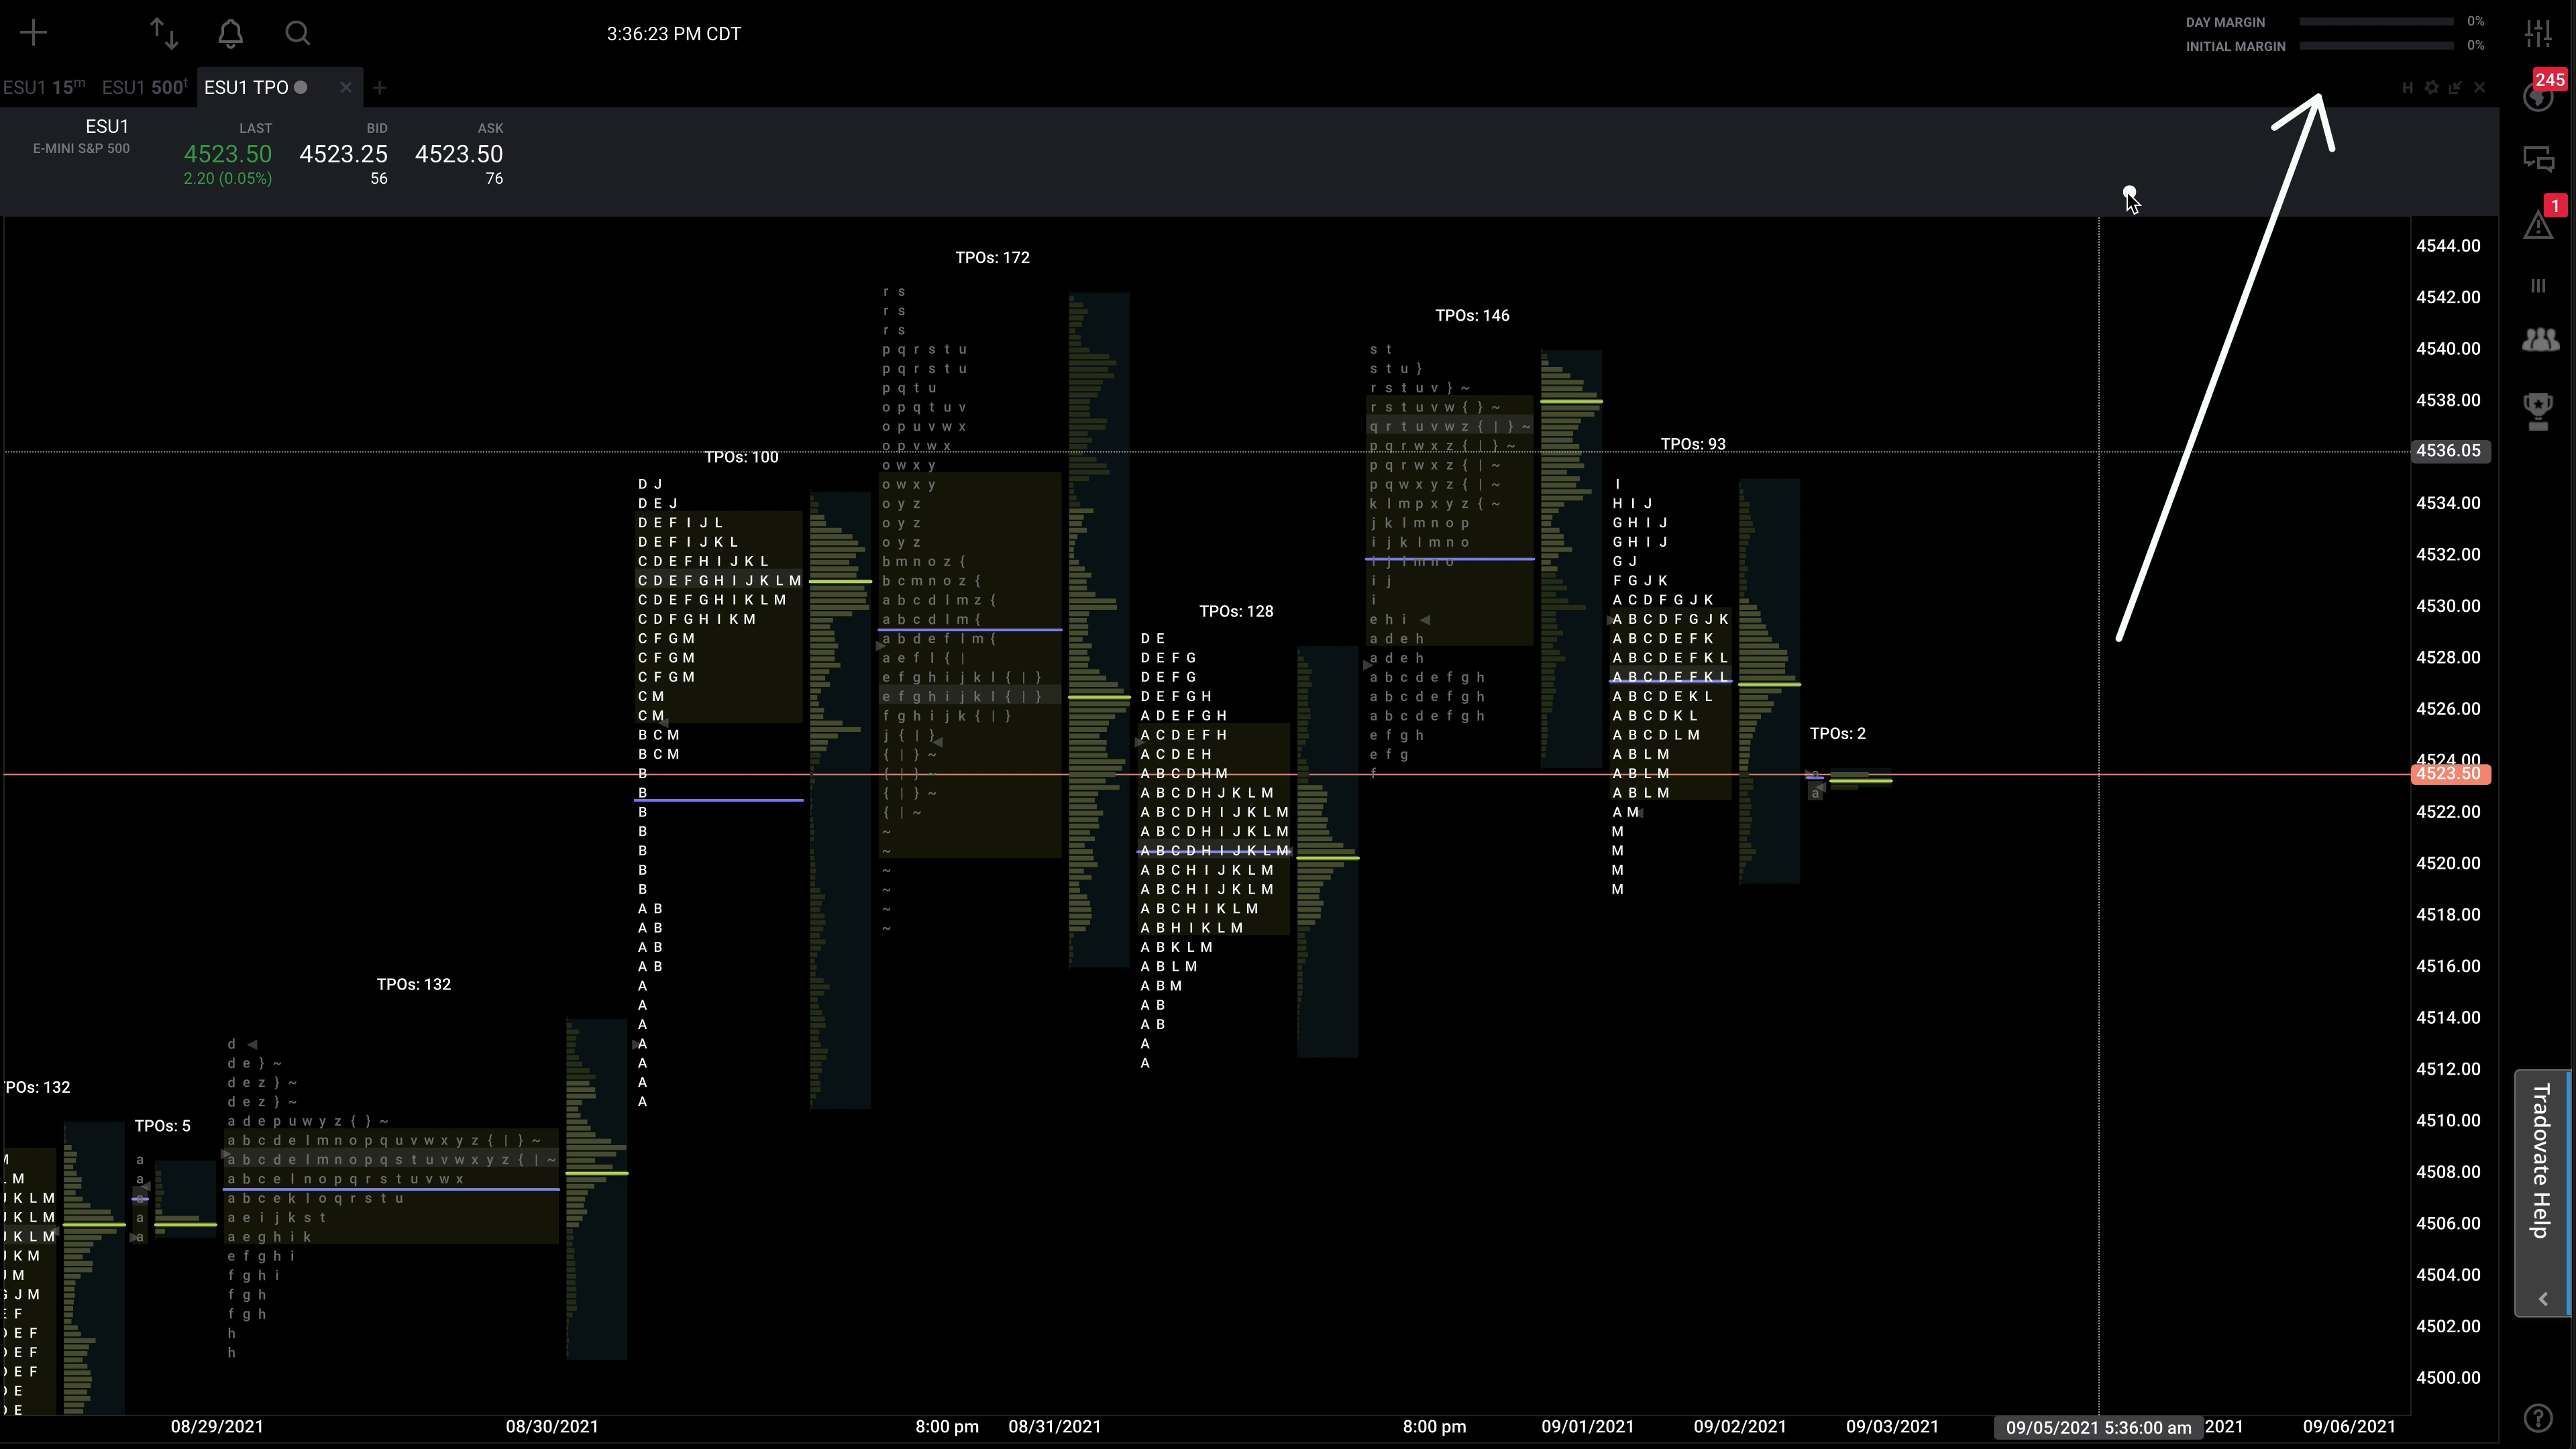 3:36:23 PM CDT
DAY MARGIN 0%
INITIAL MARGIN 0%
ESU1 15m ESU1 500t ESU1 TPO
H
245
ESU1 LAST BID ASK
E-MINI S&P 500 4523.50 4523.25 4523.50
2.20 (0.05%) 56 76
1
4544.00
TPOs: 172
r s
4542.00
r s
r s
TPOs: 146
p q r s t u
s t
4540.00
p q r s t u
s t u }
p q t u
r s t u v } ~
o p q t u v
r s t u v w { } ~
4538.00
o p u v w x
q r t u v w z { | } ~
TPOs: 93
o p v w x
p q r w x z { | } ~
4536.05
TPOs: 100
o w x y
p q r w x z { | ~
D J
o w x y
p q w x y z { | ~
I
D E J
o y z
k l m p x y z { ~
H I J
4534.00
D E F I J L
o y z
j k l m n o p
G H I J
D E F I J K L
o y z
i j k l m n o
G H I J
C D E F H I J K L
b m n o z {
G J
4532.00
C D E F G H I J K L M
b c m n o z {
i j
F G J K
C D E F G H I K L M
a b c d l m z {
i
A C D F G J K
4530.00
TPOs: 128
C D F G H I K M
a b c d l m {
e h i
A B C D F G J K
C F G M
a b d e f l m {
D E
a d e h
A B C D E F K
C F G M
a e f l { |
D E F G
a d e h
A B C D E F K L
4528.00
C F G M
e f g h i j k l { | }
D E F G
a b c d e f g h
A B C D E F K L
C M
e f g h i j k l { | }
D E F G H
a b c d e f g h
A B C D E K L
C M
f g h i j k { | }
A D E F G H
a b c d e f g h
A B C D K L
4526.00
B C M
j { | }
A C D E F H
e f g h
A B C D L M
TPOs: 2
B C M
{ | } ~
A C D E H
e f g
A B L M
4524.00
B
{ | } ~
A B C D H M
f
A B L M
4523.50
B
{ | } ~
A B C D H J K L M
A B L M
a
B
{ | ~
A B C D H I J K L M
A M
4522.00
B
~
A B C D H I J K L M
M
B
~
A B C D H I J K L M
M
B
~
A B C H I J K L M
M
4520.00
B
~
A B C H I J K L M
M
A B
~
A B C H I K L M
4518.00
A B
~
A B H I K L M
A B
A B K L M
A B
A B L M
4516.00
TPOs: 132
A
A B M
A
A B
A
A B
4514.00
d
A
A
d e } ~
A
A
4512.00
d e z } ~
A
TPOs: 132
d e z } ~
A
TPOs: 5
a d e p u w y z { } ~
4510.00
a b c d e l m n o p q u v w x y z { | } ~
M
a
a b c d e l m n o p q s t u v w x y z { | ~
L M
a
a b c e l n o p q r s t u v w x
4508.00
J K L M
a b c e k l o q r s t u
J K L M
a
a e i j k s t
4506.00
J K L M
a
a e g h i k
J K M
e f g h i
J M
f g h i
4504.00
G J M
f g h
E F
f g h
D E F
h
4502.00
D E F
h
D E F
D E
4500.00
D E
Tradovate Help
08/29/2021 08/30/2021 8:00 pm 08/31/2021 8:00 pm 09/01/2021 09/02/2021 09/03/2021 09/05/2021 5:36:00 am 2021 09/06/2021